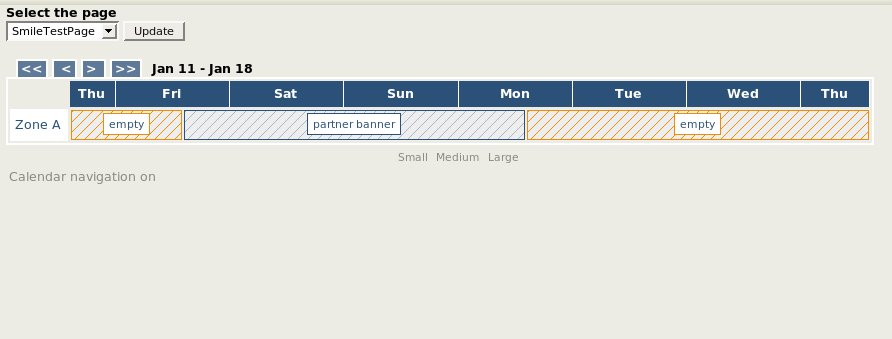 Select the page
SmileTestPage Update
<< < > >> Jan 11 - Jan 18
Thu Fri Sat Sun Mon Tue Wed Thu
Zone A empty partner banner empty
Small Medium Large
Calendar navigation on